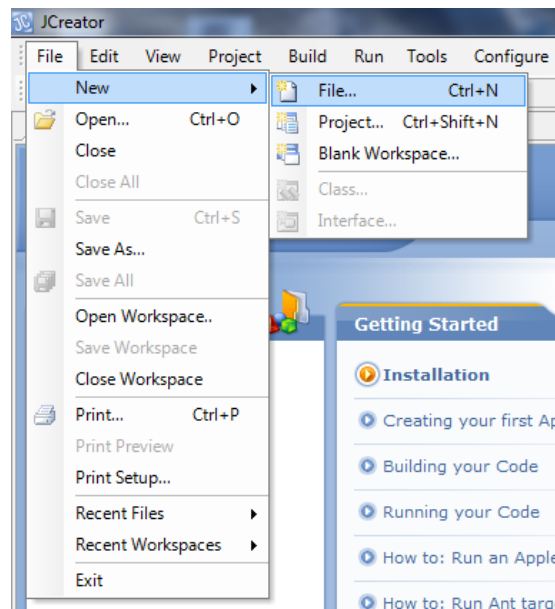 JCreator
File Edit View Project Build Run Tools Configure
New
File... Ctrl+N
Project... Ctrl+Shift+N
Blank Workspace...
Class...
Interface...
Open... Ctrl+O
Close
Close All
Save Ctrl+S
Save As...
Save All
Open Workspace..
Save Workspace
Close Workspace
Print... Ctrl+P
Print Preview
Print Setup...
Recent Files
Recent Workspaces
Exit
Getting Started
Installation
Creating your first Ap
Building your Code
Running your Code
How to: Run an Apple
How to: Run Ant targ